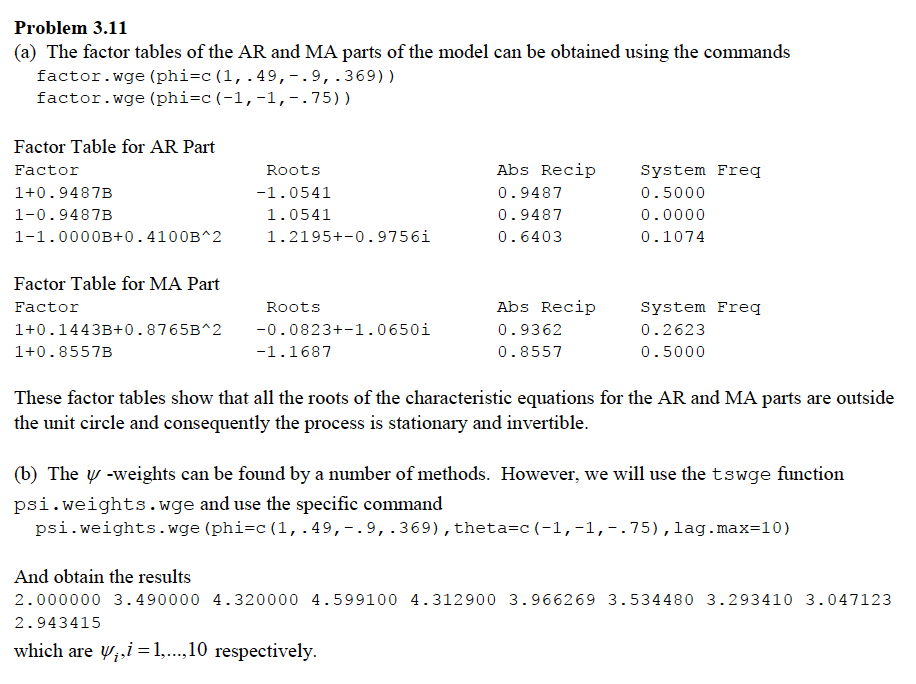 Problem 3.11
(a) The factor tables of the AR and MA parts of the model can be obtained using the commands
factor.wge(phi=c(1,.49,-.9,.369))
factor.wge(phi=c(-1,-1,-.75))
Factor Table for AR Part
Factor Roots Abs Recip System Freq
1+0.9487B -1.0541 0.9487 0.5000
1-0.9487B 1.0541 0.9487 0.0000
1-1.0000B+0.4100B^2 1.2195+-0.9756i 0.6403 0.1074
Factor Table for MA Part
Factor Roots Abs Recip System Freq
1+0.1443B+0.8765B^2 -0.0823+-1.0650i 0.9362 0.2623
1+0.8557B -1.1687 0.8557 0.5000
These factor tables show that all the roots of the characteristic equations for the AR and MA parts are outside
the unit circle and consequently the process is stationary and invertible.
(b) The ψ -weights can be found by a number of methods. However, we will use the tswge function
psi.weights.wge and use the specific command
psi.weights.wge(phi=c(1,.49,-.9,.369),theta=c(-1,-1,-.75),lag.max=10)
And obtain the results
2.000000 3.490000 4.320000 4.599100 4.312900 3.966269 3.534480 3.293410 3.047123
2.943415
which are ψᵢ,i = 1,...,10 respectively.